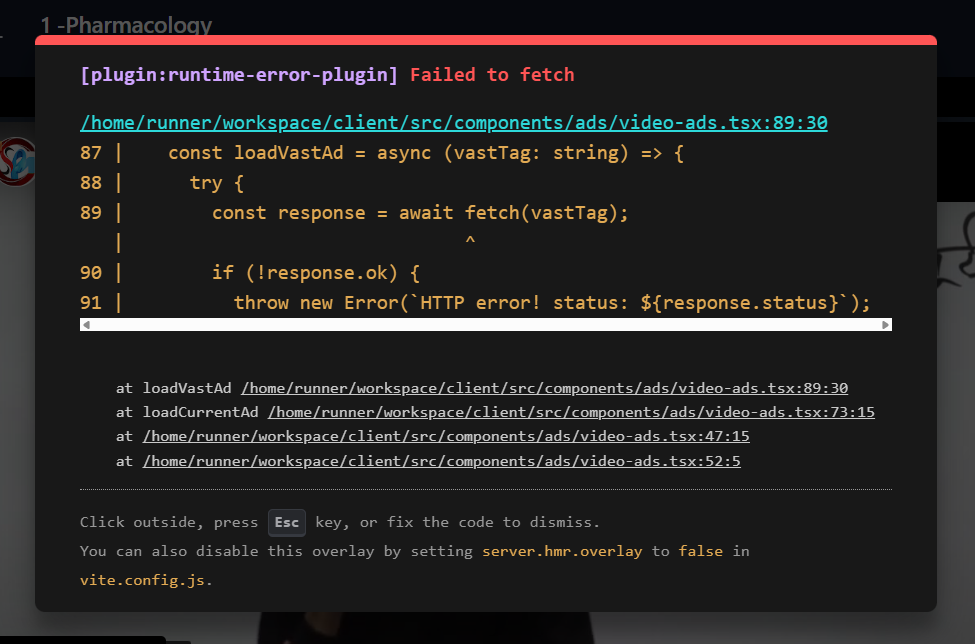 1 -Pharmacology
[plugin:runtime-error-plugin] Failed to fetch
/home/runner/workspace/client/src/components/ads/video-ads.tsx:89:30
87 |    const loadVastAd = async (vastTag: string) => {
88 |      try {
89 |        const response = await fetch(vastTag);
   |                               ^
90 |        if (!response.ok) {
91 |          throw new Error(`HTTP error! status: ${response.status}`);
at loadVastAd /home/runner/workspace/client/src/components/ads/video-ads.tsx:89:30
at loadCurrentAd /home/runner/workspace/client/src/components/ads/video-ads.tsx:73:15
at /home/runner/workspace/client/src/components/ads/video-ads.tsx:47:15
at /home/runner/workspace/client/src/components/ads/video-ads.tsx:52:5
Click outside, press Esc key, or fix the code to dismiss.
You can also disable this overlay by setting server.hmr.overlay to false in
vite.config.js.